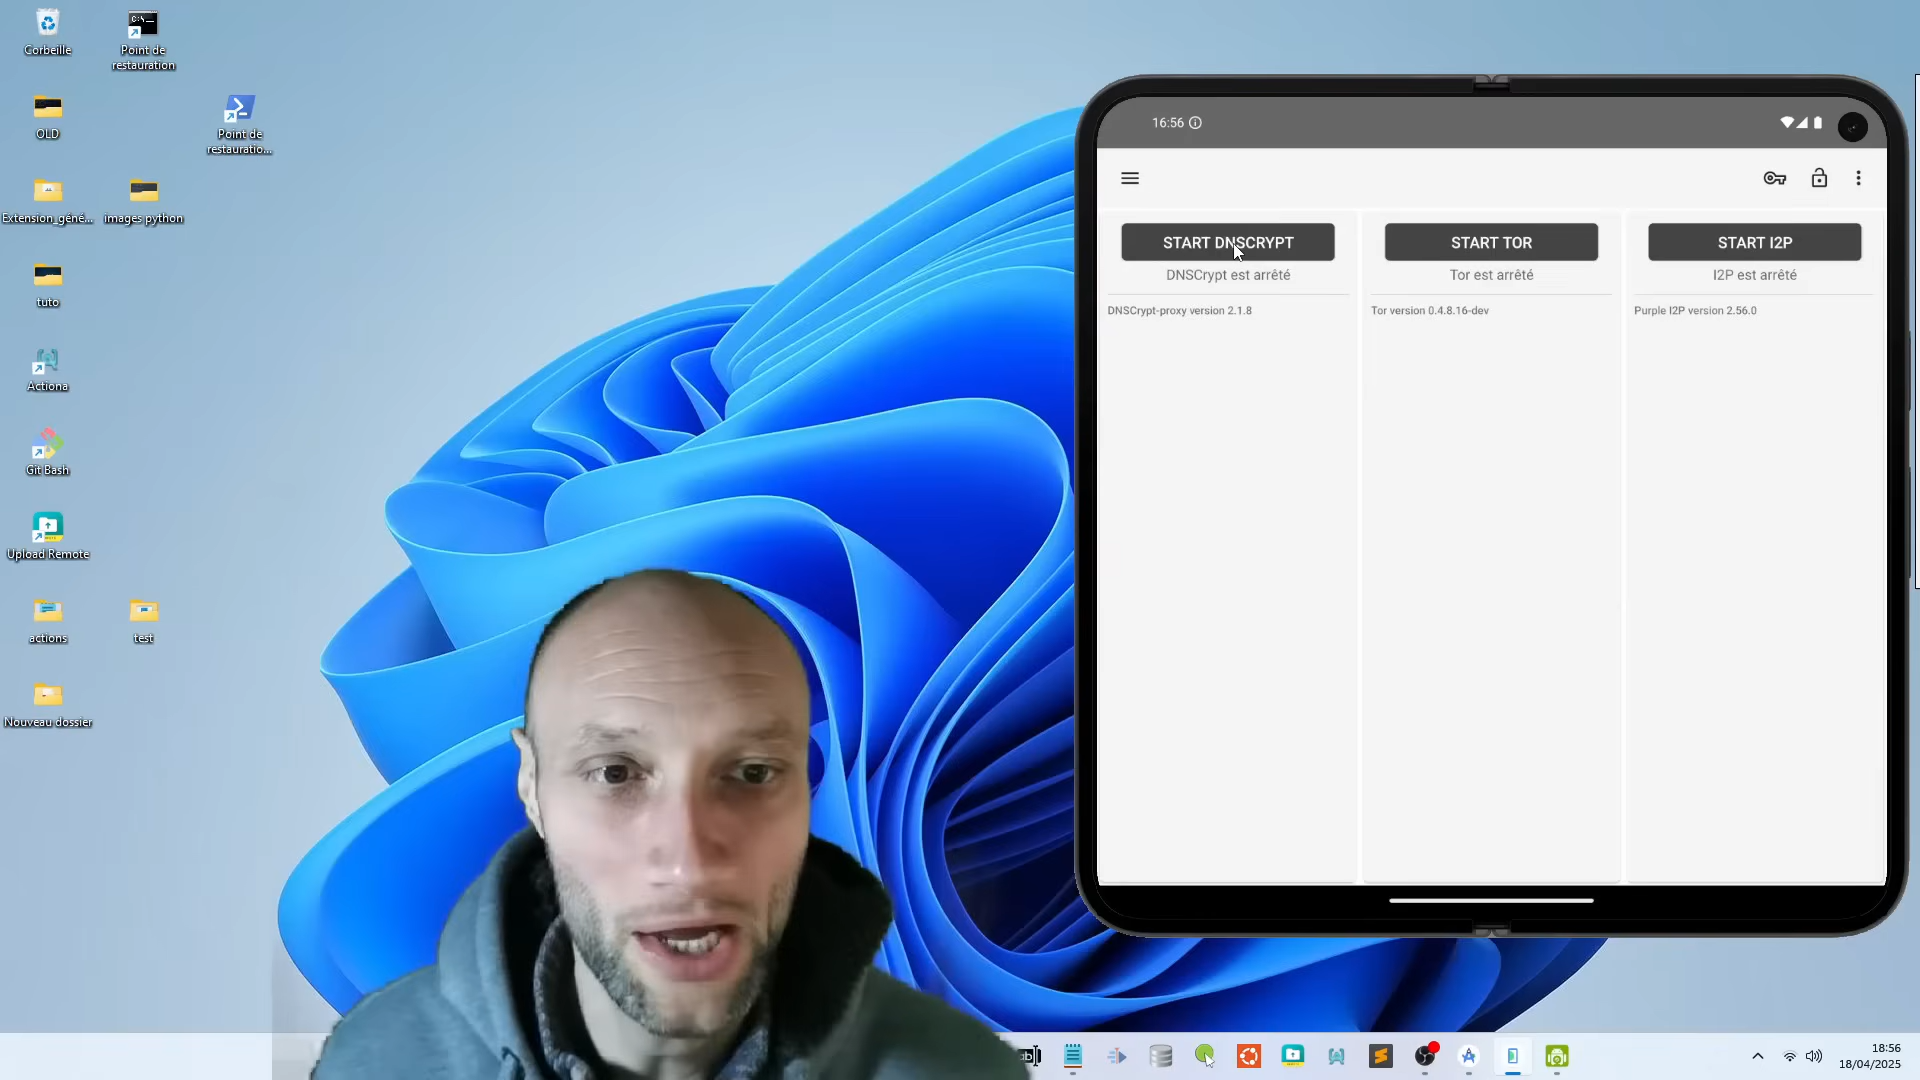 Corbeille
Point de
restauration
OLD
Point de
restauratio...
Extension_géné...
images python
tuto
Actiona
Git Bash
Upload Remote
actions
test
Nouveau dossier
16:56
START DNSCRYPT
DNSCrypt est arrêté
DNSCrypt-proxy version 2.1.8
START TOR
Tor est arrêté
Tor version 0.4.8.16-dev
START I2P
I2P est arrêté
Purple I2P version 2.56.0
18:56
18/04/2025